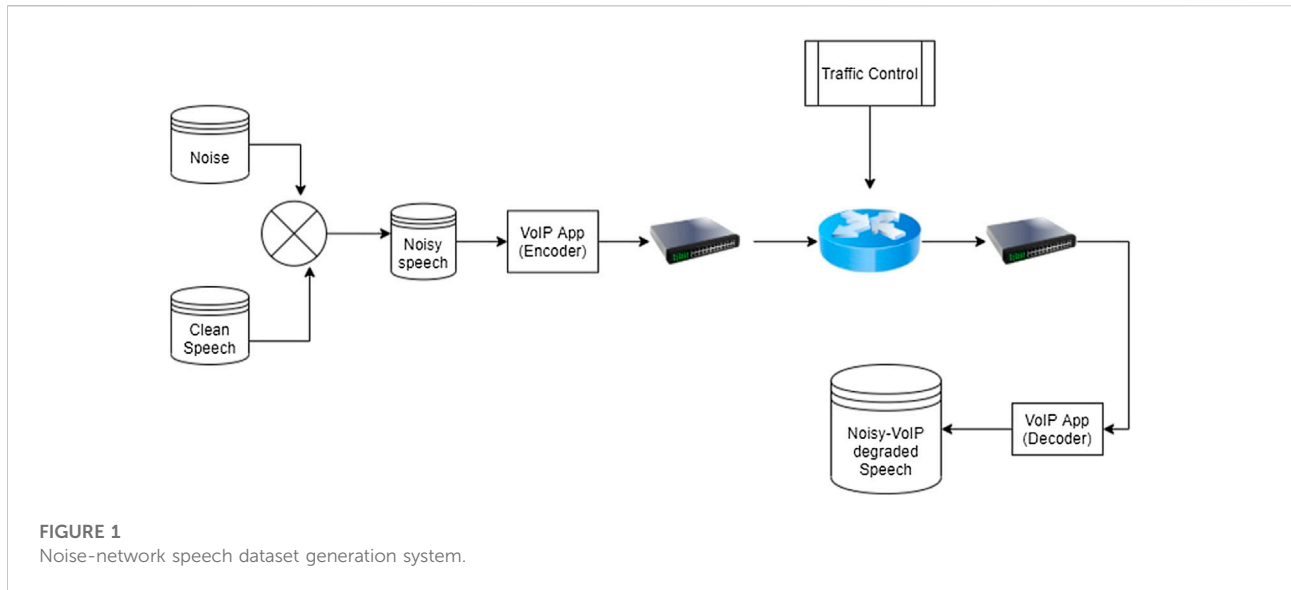 Traffic Control
Noise
Noisy
speech
VoIP App
(Encoder)
Clean
Speech
Noisy-VoIP
degraded
Speech
VoIP App
(Decoder)
FIGURE 1
Noise-network speech dataset generation system.